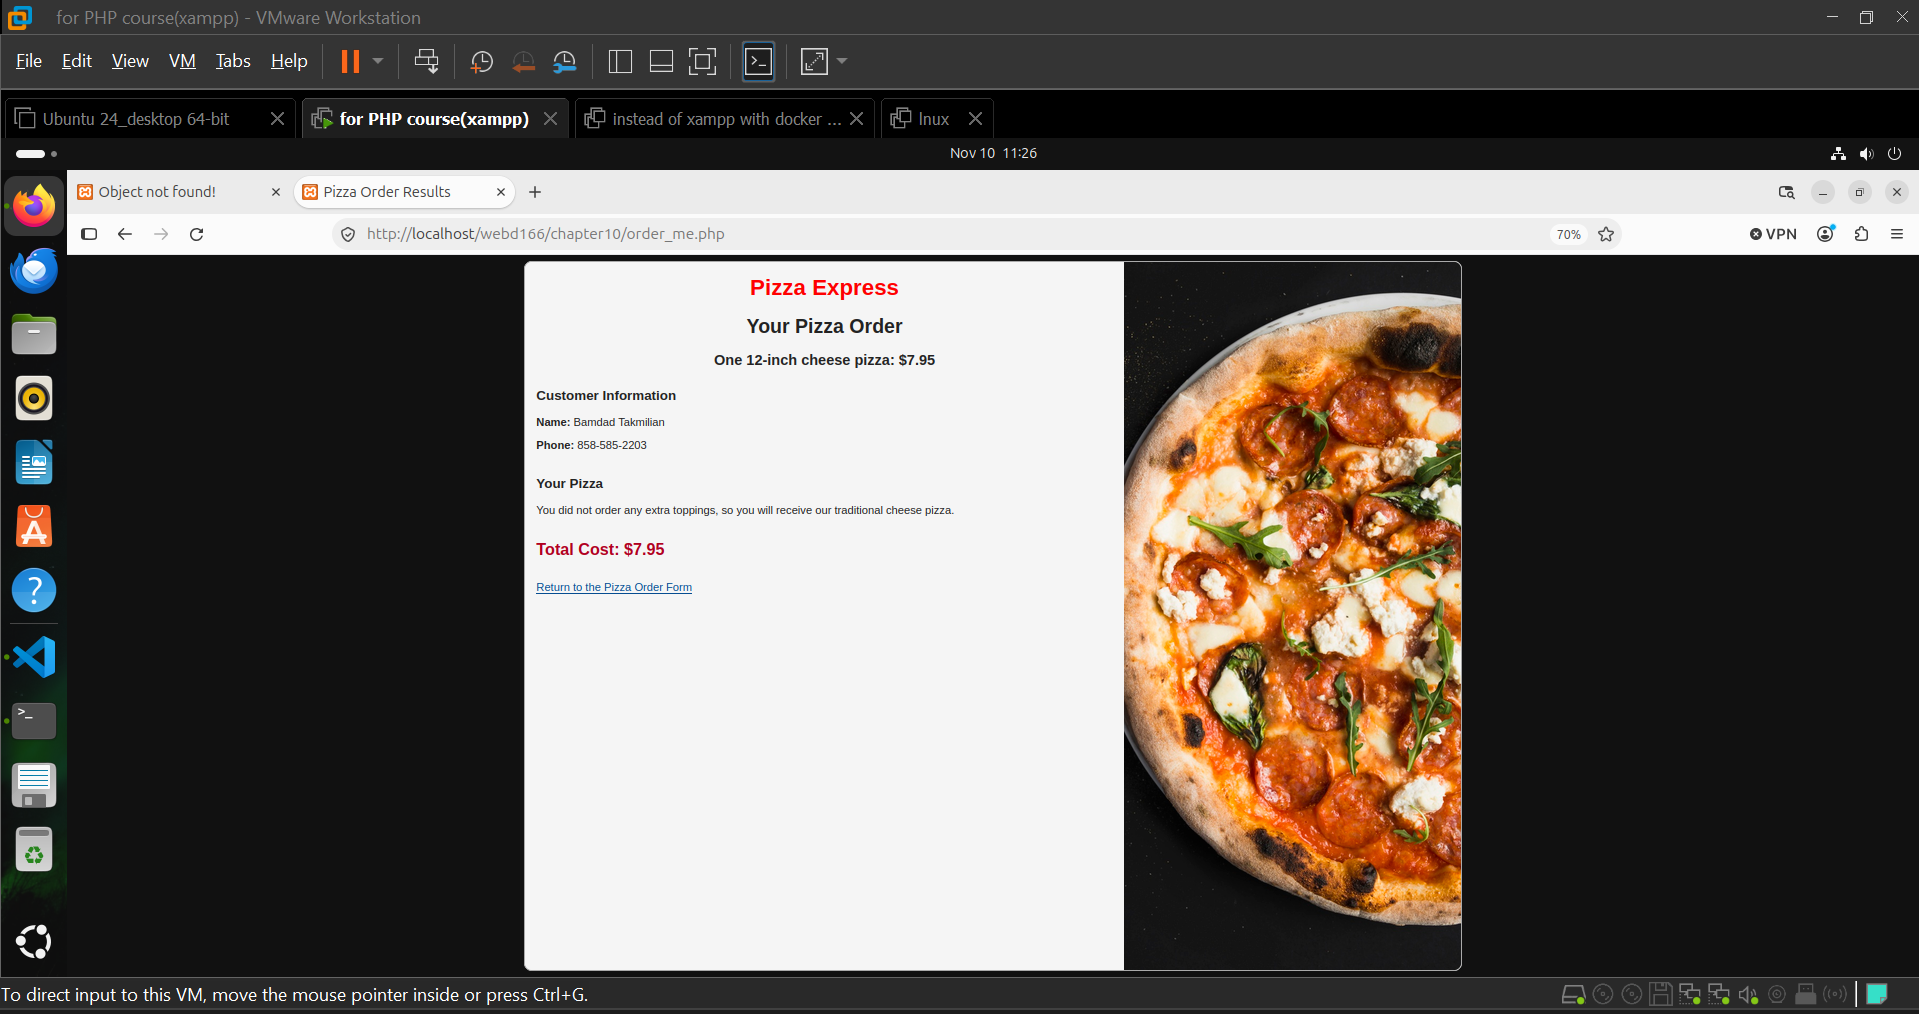 for PHP course(xampp) - VMware Workstation
File Edit View VM Tabs Help
Ubuntu 24_desktop 64-bit
for PHP course(xampp)
instead of xampp with docker ...
lnux
Nov 10 11:26
Object not found!
Pizza Order Results
http://localhost/webd166/chapter10/order_me.php
70%
VPN
Pizza Express
Your Pizza Order
One 12-inch cheese pizza: $7.95
Customer Information
Name: Bamdad Takmilian
Phone: 858-585-2203
Your Pizza
You did not order any extra toppings, so you will receive our traditional cheese pizza.
Total Cost: $7.95
Return to the Pizza Order Form
To direct input to this VM, move the mouse pointer inside or press Ctrl+G.